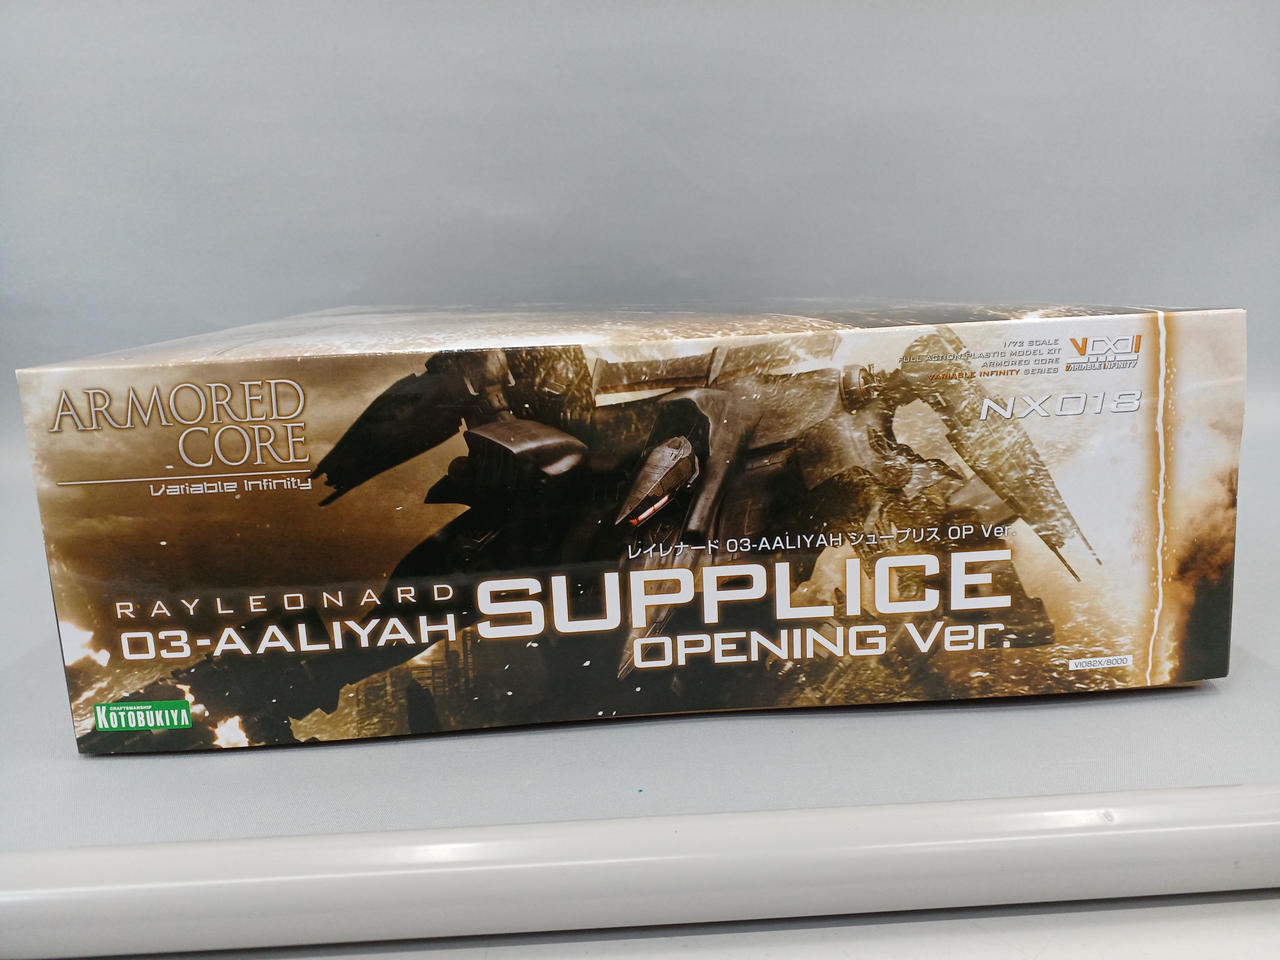 ARMORED
CORE
Variable Infinity
1/72 SCALE
FULL ACTION PLASTIC MODEL KIT
ARMORED CORE
VARIABLE INFINITY SERIES
VARIABLE INFINITY
NX018
レイレナード 03-AALIYAH シュープリス OP Ver.
RAYLEONARD
03-AALIYAH
SUPPLICE
OPENING Ver.
VI082X/8000
CRAFTSMANSHIP
KOTOBUKIYA